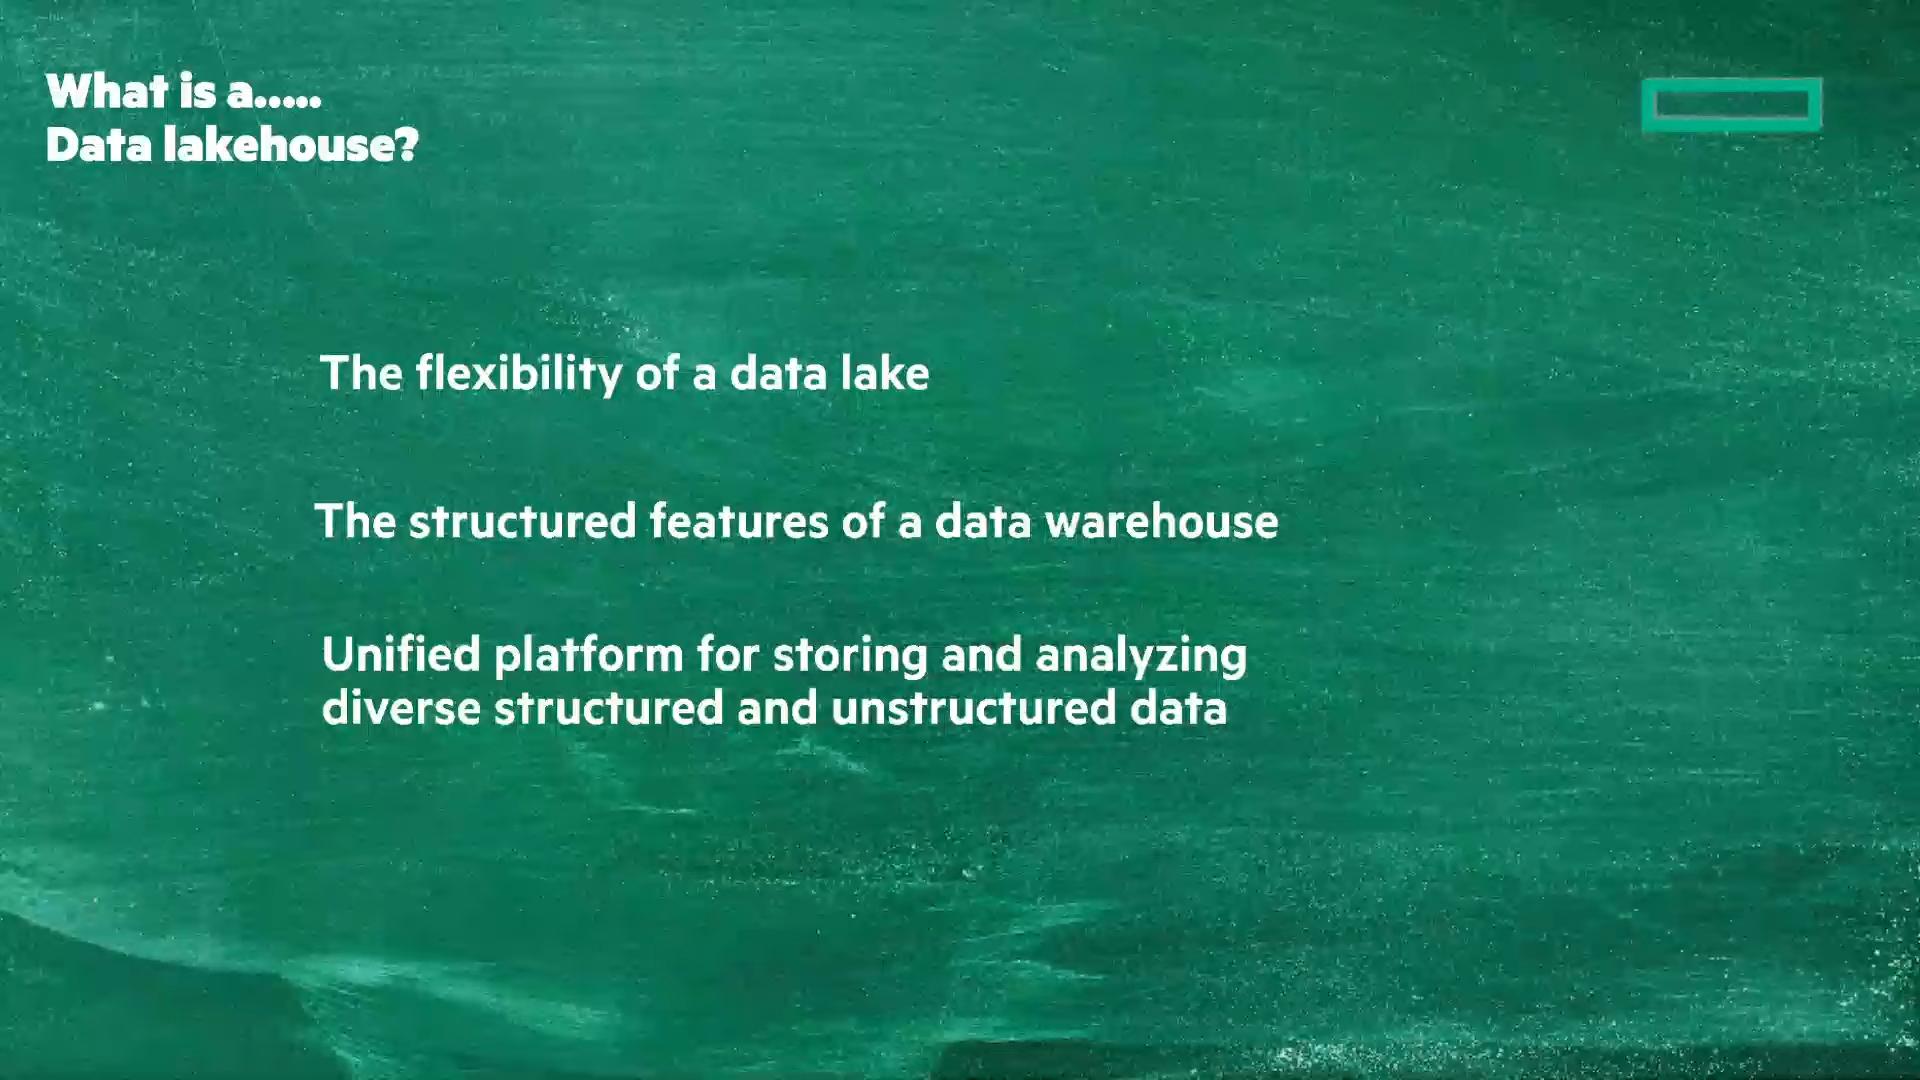 What is a.....
Data lakehouse?
The flexibility of a data lake
The structured features of a data warehouse
Unified platform for storing and analyzing
diverse structured and unstructured data